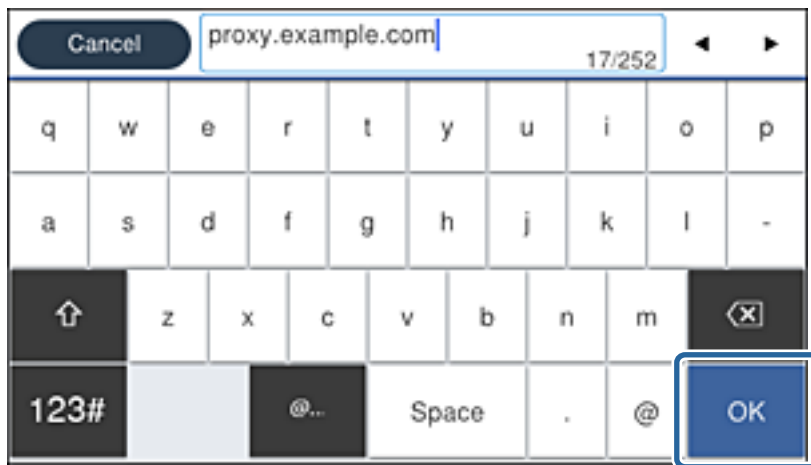 Cancel proxy.example.com
17/252 ◄ ►
q w e r t y u i o p
a s d f g h j k l -
z x c v b n m
123# @... Space . @ OK